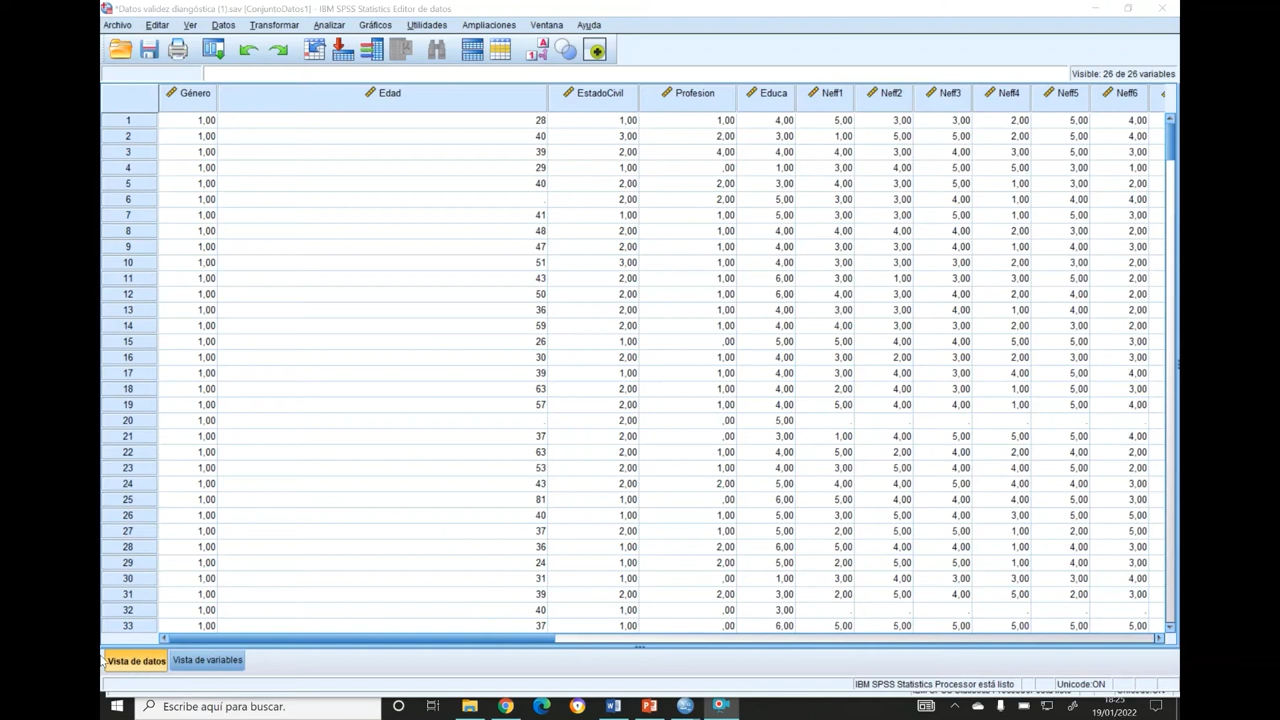 *Datos validez diangóstica (1).sav [ConjuntoDatos1] - IBM SPSS Statistics Editor de datos
Archivo Editar Ver Datos Transformar Analizar Gráficos Utilidades Ampliaciones Ventana Ayuda
Visible: 26 de 26 variables
Género Edad EstadoCivil Profesion Educa Neff1 Neff2 Neff3 Neff4 Neff5 Neff6
1 1,00 28 1,00 1,00 4,00 5,00 3,00 3,00 2,00 5,00 4,00
2 1,00 40 3,00 2,00 3,00 1,00 5,00 5,00 2,00 5,00 3,00
3 1,00 39 2,00 4,00 4,00 4,00 3,00 4,00 3,00 5,00 3,00
4 1,00 29 1,00 ,00 1,00 3,00 4,00 5,00 5,00 3,00 1,00
5 1,00 40 2,00 2,00 3,00 4,00 3,00 5,00 1,00 3,00 2,00
6 1,00 . 2,00 2,00 5,00 3,00 3,00 4,00 1,00 4,00 4,00
7 1,00 41 1,00 1,00 5,00 3,00 3,00 4,00 1,00 5,00 3,00
8 1,00 48 2,00 1,00 4,00 4,00 4,00 4,00 2,00 3,00 3,00
9 1,00 47 2,00 1,00 4,00 3,00 3,00 4,00 1,00 4,00 3,00
10 1,00 51 3,00 1,00 4,00 3,00 3,00 3,00 2,00 3,00 2,00
11 1,00 43 2,00 1,00 6,00 3,00 1,00 3,00 3,00 4,00 2,00
12 1,00 50 2,00 1,00 6,00 4,00 3,00 4,00 2,00 4,00 2,00
13 1,00 36 2,00 1,00 4,00 3,00 3,00 4,00 1,00 4,00 3,00
14 1,00 59 2,00 1,00 4,00 4,00 3,00 3,00 2,00 3,00 2,00
15 1,00 26 1,00 ,00 5,00 5,00 4,00 4,00 5,00 5,00 3,00
16 1,00 30 2,00 1,00 4,00 3,00 2,00 3,00 1,00 4,00 3,00
17 1,00 39 1,00 1,00 4,00 3,00 4,00 3,00 4,00 5,00 4,00
18 1,00 63 2,00 1,00 4,00 2,00 4,00 3,00 1,00 5,00 3,00
19 1,00 57 2,00 1,00 4,00 5,00 4,00 4,00 1,00 5,00 4,00
20 1,00 . 2,00 ,00 5,00 . . . . . .
21 1,00 37 2,00 ,00 3,00 1,00 4,00 5,00 5,00 5,00 4,00
22 1,00 63 2,00 1,00 4,00 5,00 2,00 4,00 2,00 4,00 2,00
23 1,00 53 2,00 1,00 4,00 3,00 5,00 4,00 4,00 5,00 3,00
24 1,00 43 2,00 2,00 5,00 4,00 4,00 5,00 4,00 4,00 3,00
25 1,00 81 1,00 ,00 6,00 5,00 4,00 4,00 4,00 5,00 3,00
26 1,00 40 1,00 1,00 5,00 3,00 5,00 4,00 3,00 5,00 5,00
27 1,00 37 2,00 1,00 5,00 2,00 5,00 5,00 1,00 2,00 5,00
28 1,00 36 1,00 2,00 6,00 5,00 4,00 4,00 1,00 4,00 3,00
29 1,00 24 1,00 2,00 5,00 2,00 5,00 5,00 1,00 4,00 3,00
30 1,00 31 1,00 ,00 1,00 3,00 4,00 3,00 3,00 3,00 4,00
31 1,00 39 2,00 2,00 3,00 2,00 5,00 4,00 5,00 2,00 3,00
32 1,00 40 1,00 ,00 3,00 . . . . . .
33 1,00 37 1,00 ,00 6,00 5,00 5,00 5,00 5,00 5,00 5,00
Vista de datos Vista de variables
IBM SPSS Statistics Processor está listo Unicode:ON
Escribe aquí para buscar.
18:25
19/01/2022